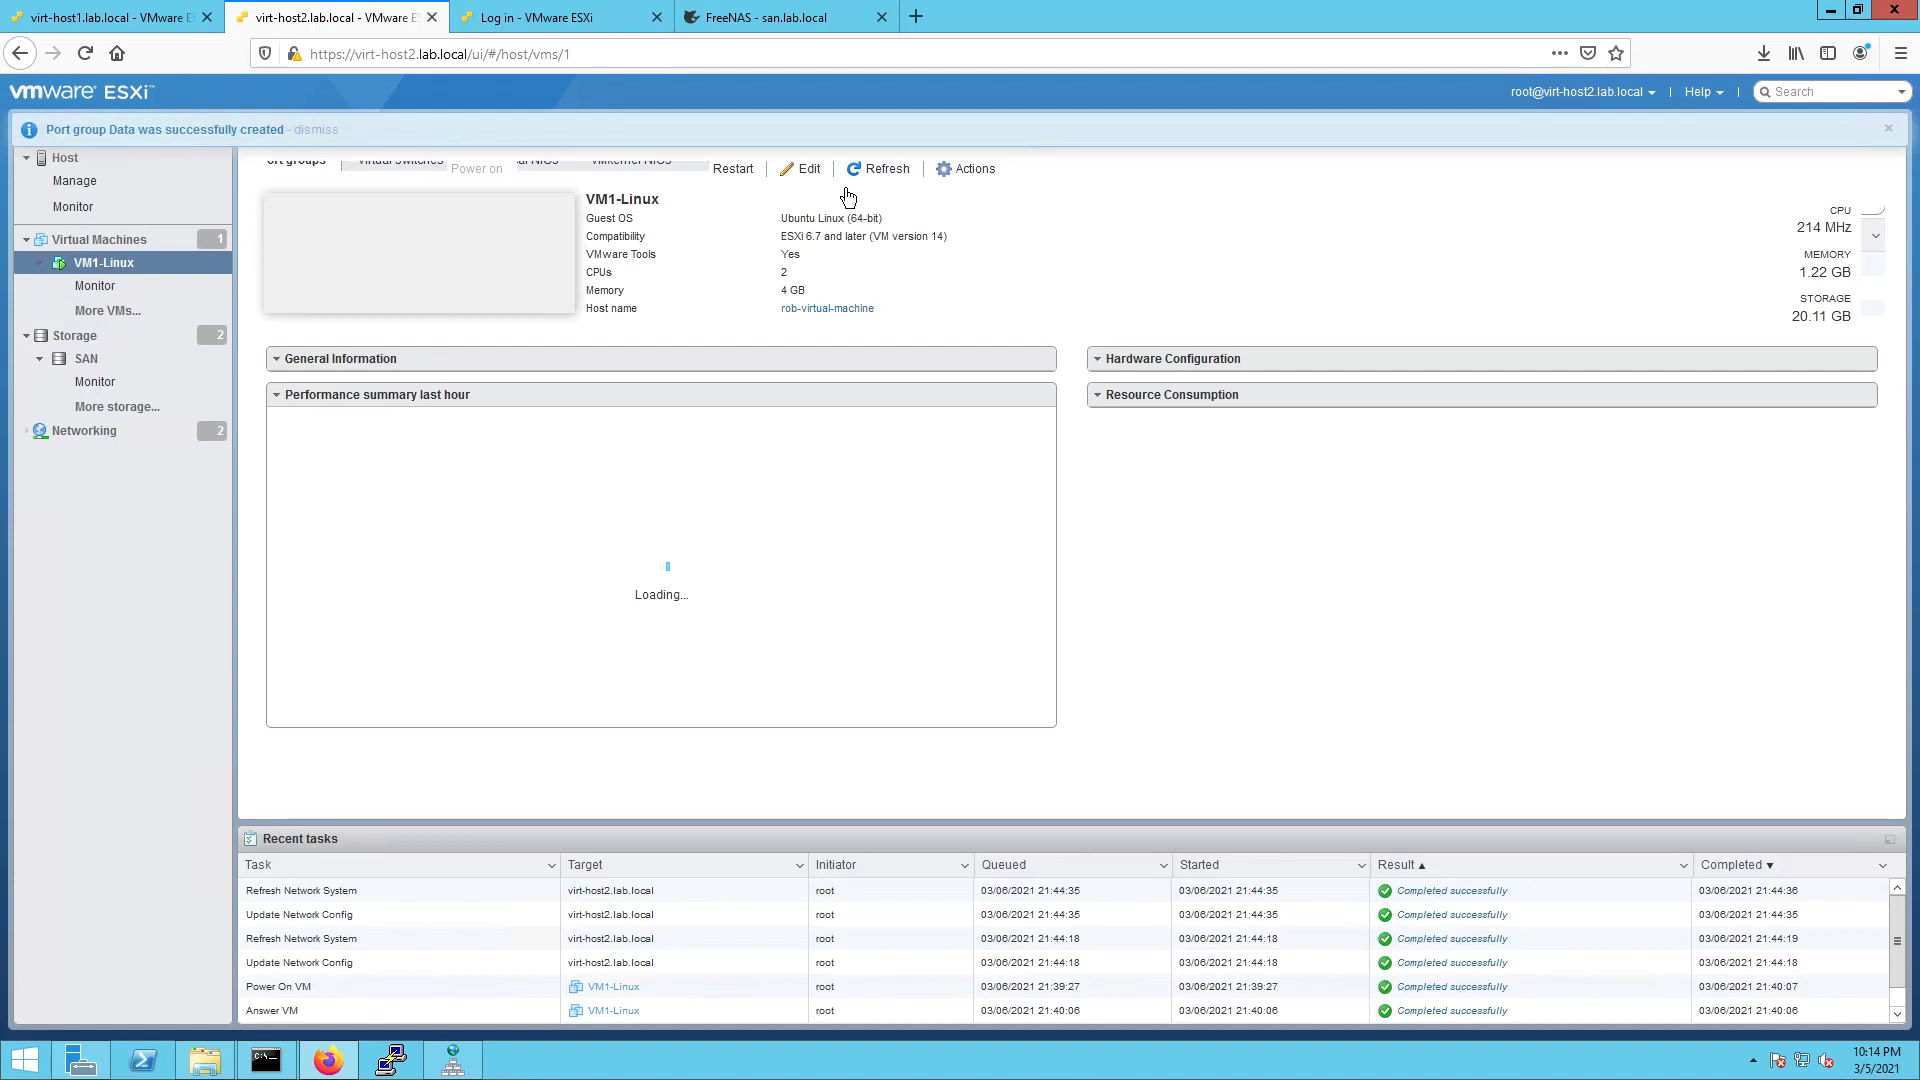 virt-host1.lab.local - VMware E
virt-host2.lab.local - VMware ES
Log in - VMware ESXi
FreeNAS - san.lab.local
https://virt-host2.lab.local/ui/#/host/vms/1
vmware ESXi™
root@virt-host2.lab.local
Help
Search
Port group Data was successfully created - dismiss
Host
Manage
Monitor
Virtual Machines 1
VM1-Linux
Monitor
More VMs...
Storage 2
SAN
Monitor
More storage...
Networking 2
ort groups
Virtual switches
Power on
al NICs
VMkernel NICs
Restart
Edit
Refresh
Actions
VM1-Linux
Guest OS Ubuntu Linux (64-bit)
Compatibility ESXi 6.7 and later (VM version 14)
VMware Tools Yes
CPUs 2
Memory 4 GB
Host name rob-virtual-machine
CPU
214 MHz
MEMORY
1.22 GB
STORAGE
20.11 GB
General Information
Hardware Configuration
Performance summary last hour
Resource Consumption
Loading...
Recent tasks
Task Target Initiator Queued Started Result Completed
Refresh Network System virt-host2.lab.local root 03/06/2021 21:44:35 03/06/2021 21:44:35 Completed successfully 03/06/2021 21:44:36
Update Network Config virt-host2.lab.local root 03/06/2021 21:44:35 03/06/2021 21:44:35 Completed successfully 03/06/2021 21:44:35
Refresh Network System virt-host2.lab.local root 03/06/2021 21:44:18 03/06/2021 21:44:18 Completed successfully 03/06/2021 21:44:19
Update Network Config virt-host2.lab.local root 03/06/2021 21:44:18 03/06/2021 21:44:18 Completed successfully 03/06/2021 21:44:18
Power On VM VM1-Linux root 03/06/2021 21:39:27 03/06/2021 21:39:27 Completed successfully 03/06/2021 21:40:07
Answer VM VM1-Linux root 03/06/2021 21:40:06 03/06/2021 21:40:06 Completed successfully 03/06/2021 21:40:06
10:14 PM
3/5/2021